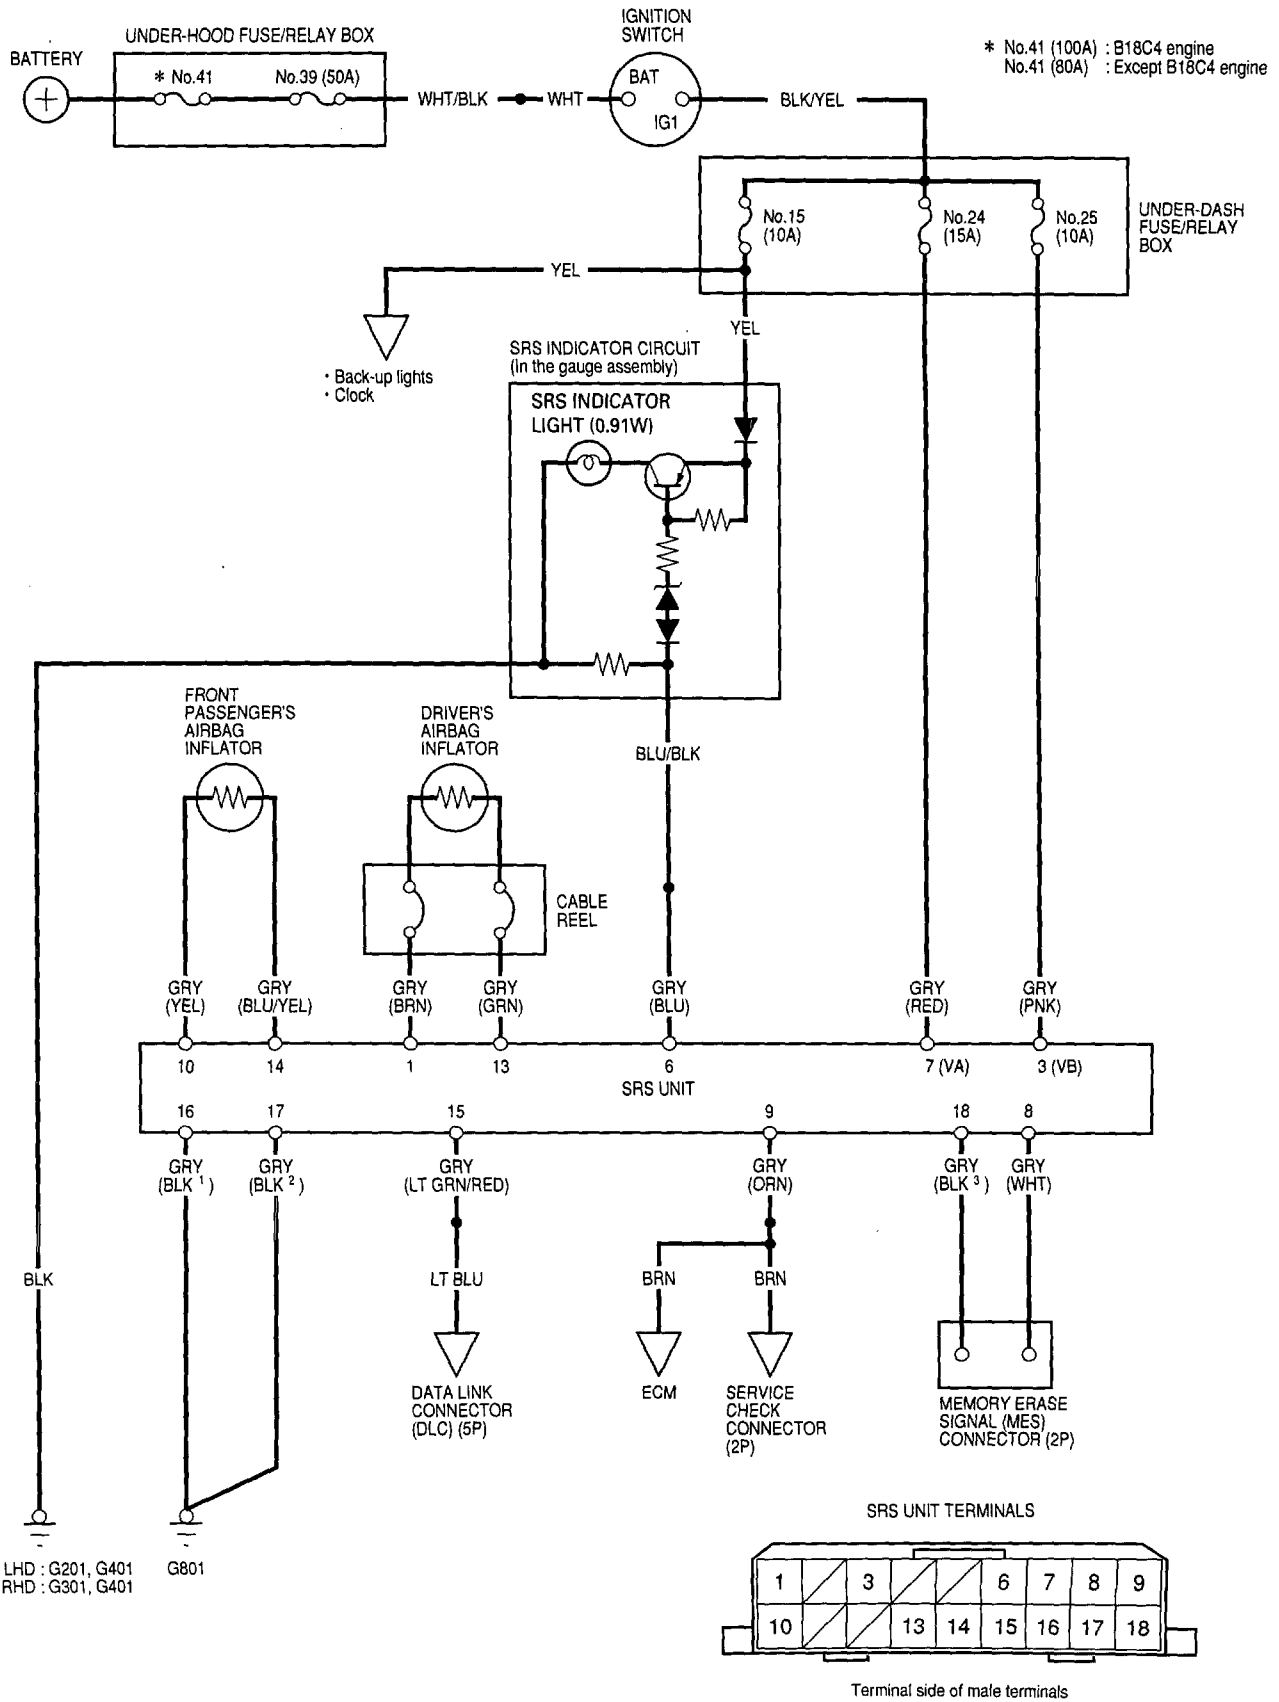 IGNITION
SWITCH
UNDER-HOOD FUSE/RELAY BOX
BATTERY
* No.41 (100A) : B18C4 engine
No.41 (80A) : Except B18C4 engine
* No.41
No.39 (50A)
BAT
WHT/BLK
WHT
BLK/YEL
IG1
No.15
(10A)
No.24
(15A)
No.25
(10A)
UNDER-DASH
FUSE/RELAY
BOX
YEL
YEL
SRS INDICATOR CIRCUIT
(In the gauge assembly)
• Back-up lights
• Clock
SRS INDICATOR
LIGHT (0.91W)
FRONT
PASSENGER'S
AIRBAG
INFLATOR
DRIVER'S
AIRBAG
INFLATOR
BLU/BLK
CABLE
REEL
GRY
(YEL)
GRY
(BLU/YEL)
GRY
(BRN)
GRY
(GRN)
GRY
(BLU)
GRY
(RED)
GRY
(PNK)
10
14
1
13
6
7 (VA)
3 (VB)
SRS UNIT
16
17
15
9
18
8
GRY
(BLK 1)
GRY
(BLK 2)
GRY
(LT GRN/RED)
GRY
(ORN)
GRY
(BLK 3)
GRY
(WHT)
BLK
LT BLU
BRN
BRN
DATA LINK
CONNECTOR
(DLC) (5P)
ECM
SERVICE
CHECK
CONNECTOR
(2P)
MEMORY ERASE
SIGNAL (MES)
CONNECTOR (2P)
SRS UNIT TERMINALS
LHD : G201, G401
RHD : G301, G401
G801
1 3 6 7 8 9
10 13 14 15 16 17 18
Terminal side of male terminals